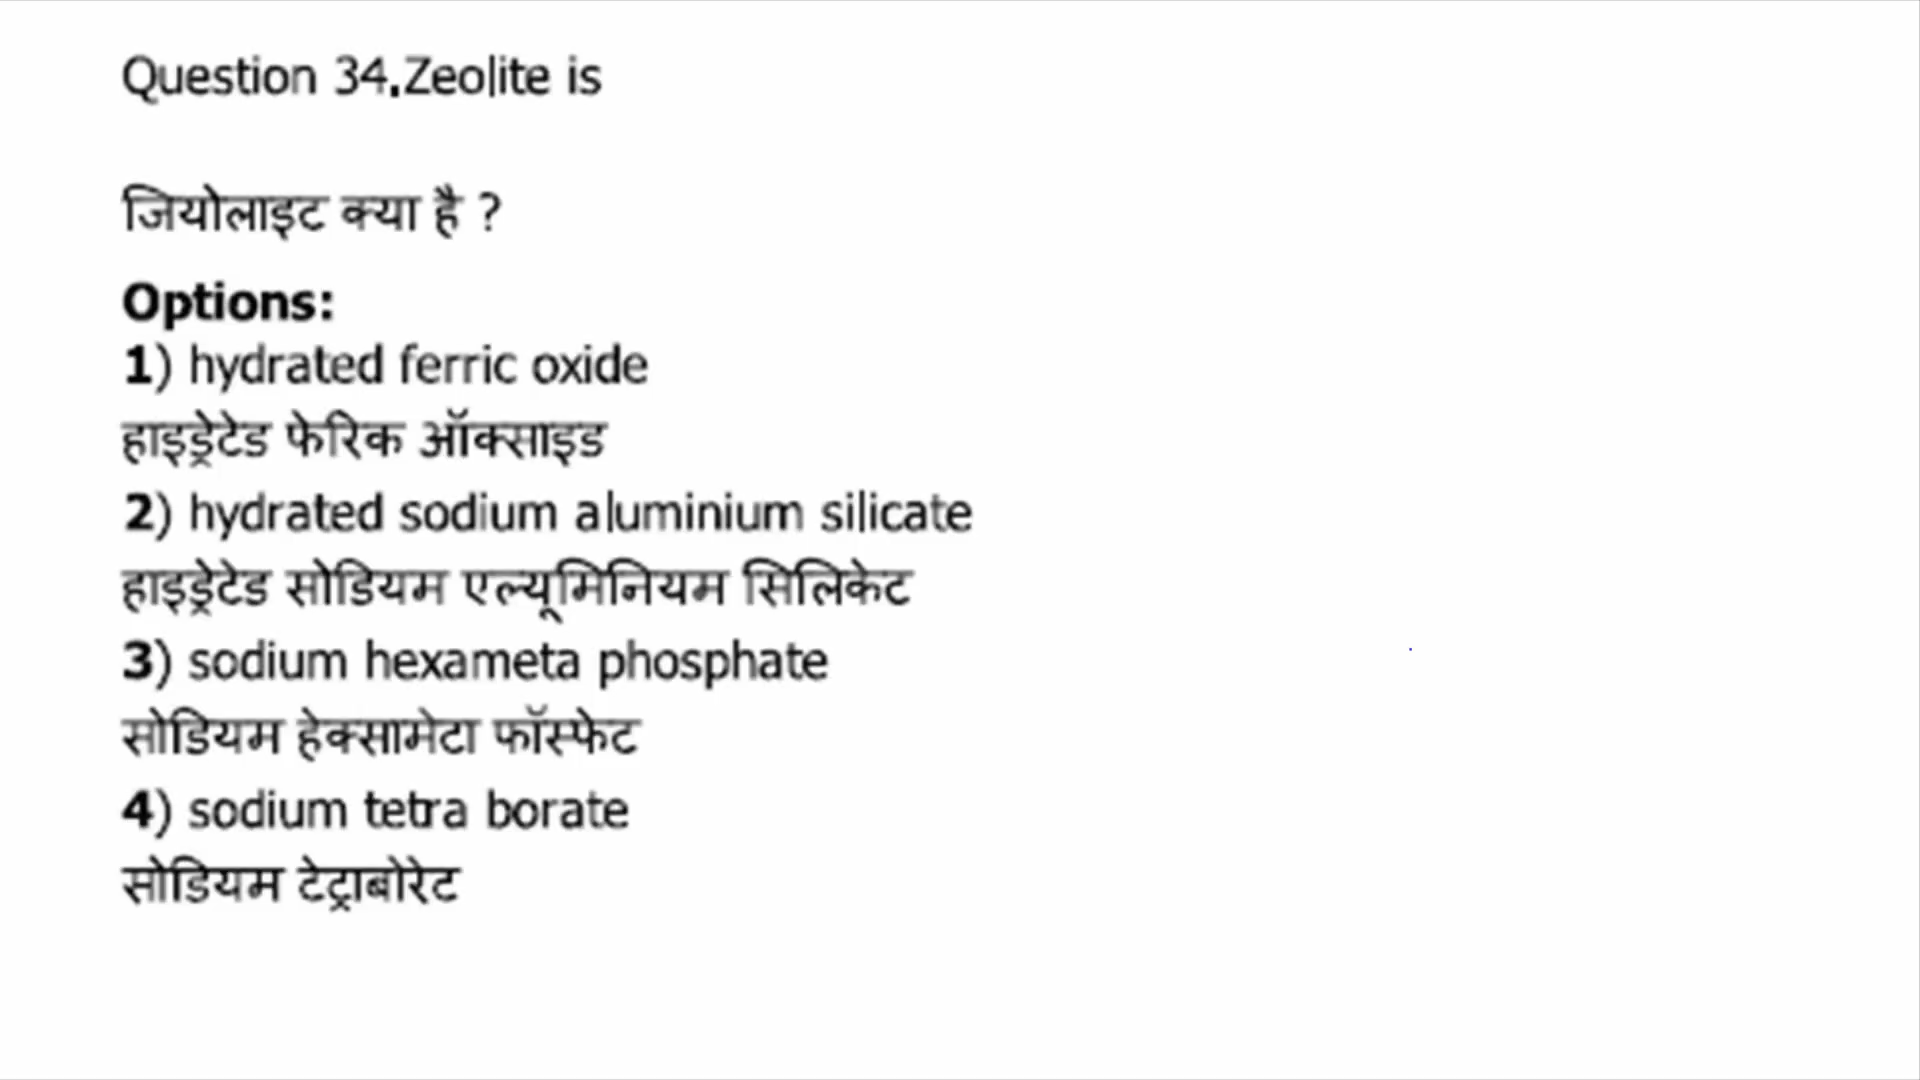 Question 34.Zeolite is
जियोलाइट क्या है ?
Options:
1) hydrated ferric oxide
हाइड्रेटेड फेरिक ऑक्साइड
2) hydrated sodium aluminium silicate
हाइड्रेटेड सोडियम एल्यूमिनियम सिलिकेट
3) sodium hexameta phosphate
सोडियम हेक्सामेटा फॉस्फेट
4) sodium tetra borate
सोडियम टेट्राबोरेट